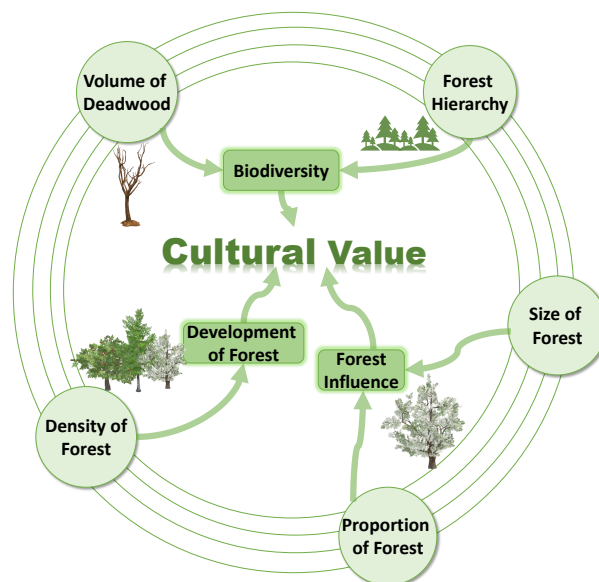 Volume of
Deadwood
Forest
Hierarchy
Biodiversity
Cultural Value
Size of
Forest
Development
of Forest
Forest
Influence
Density of
Forest
Proportion
of Forest